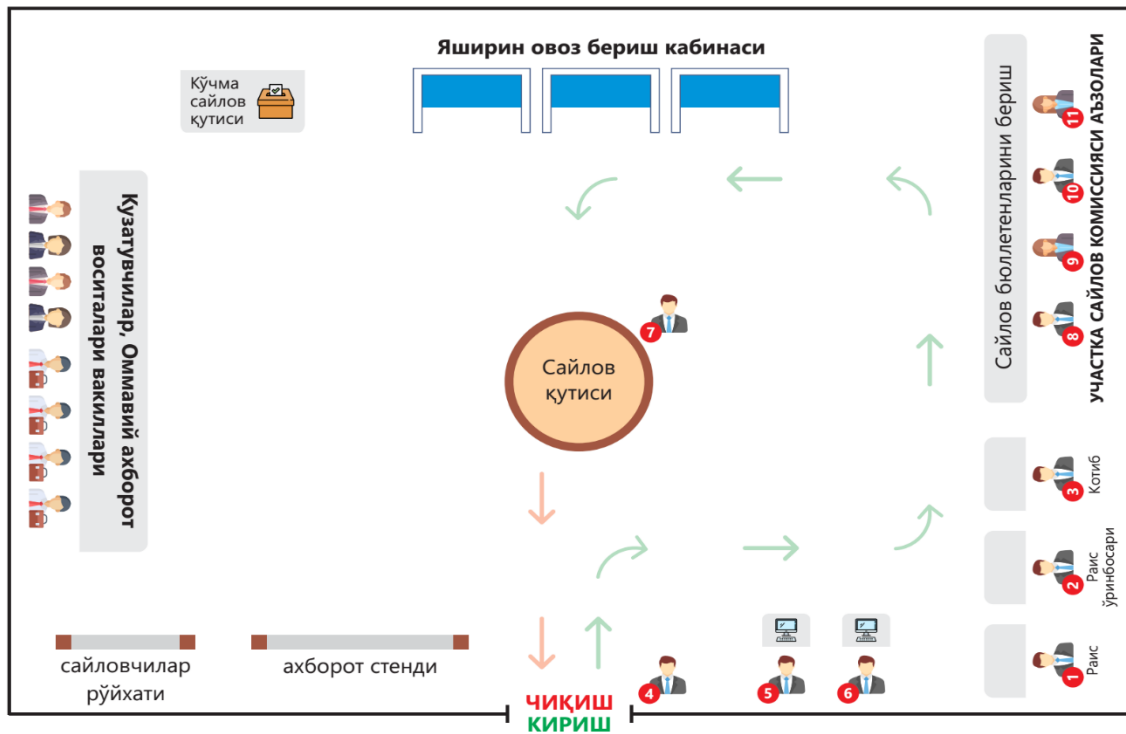 Яширин овоз бериш кабинаси
Кўчма
сайлов
қутиси
Кузатувчилар, Оммавий ахборот
воситалари вакиллари
Сайлов бюллетенларини бериш
УЧАСТКА САЙЛОВ КОМИССИЯСИ АЪЗОЛАРИ
11
10
9
8
7
Сайлов
қутиси
3
Котиб
2
Раис
ўринбосари
1
Раис
сайловчилар
рўйхати
ахборот стенди
4
5
6
ЧИҚИШ
КИРИШ